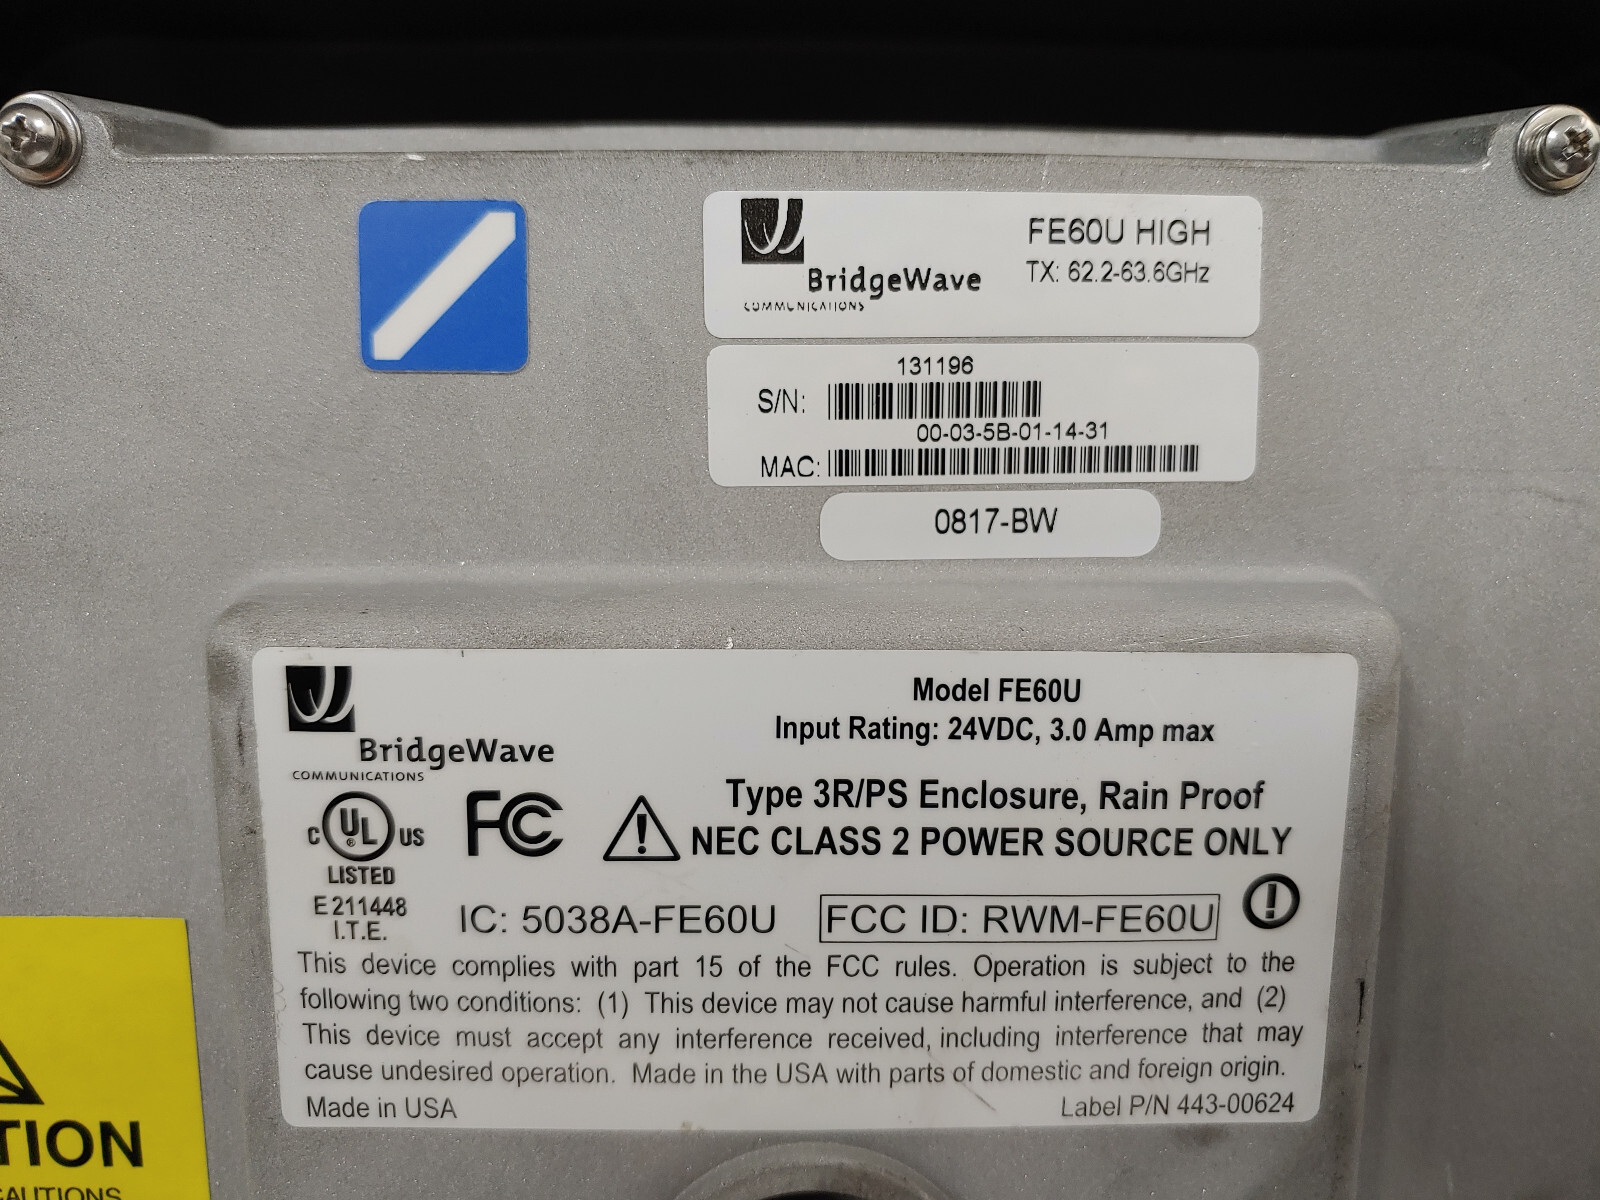 FE60U HIGH
BridgeWave
TX: 62.2-63.6GHz
COMMUNICATIONS
131196
S/N:
00-03-5B-01-14-31
MAC:
0817-BW
BridgeWave
COMMUNICATIONS
Model FE60U
Input Rating: 24VDC, 3.0 Amp max
Type 3R/PS Enclosure, Rain Proof
NEC CLASS 2 POWER SOURCE ONLY
C UL ® US
LISTED
E211448
I.T.E.
FC
IC: 5038A-FE60U
FCC ID: RWM-FE60U
This device complies with part 15 of the FCC rules. Operation is subject to the
following two conditions: (1) This device may not cause harmful interference, and (2)
This device must accept any interference received, including interference that may
cause undesired operation. Made in the USA with parts of domestic and foreign origin.
Made in USA
Label P/N 443-00624
TION
CAUTIONS